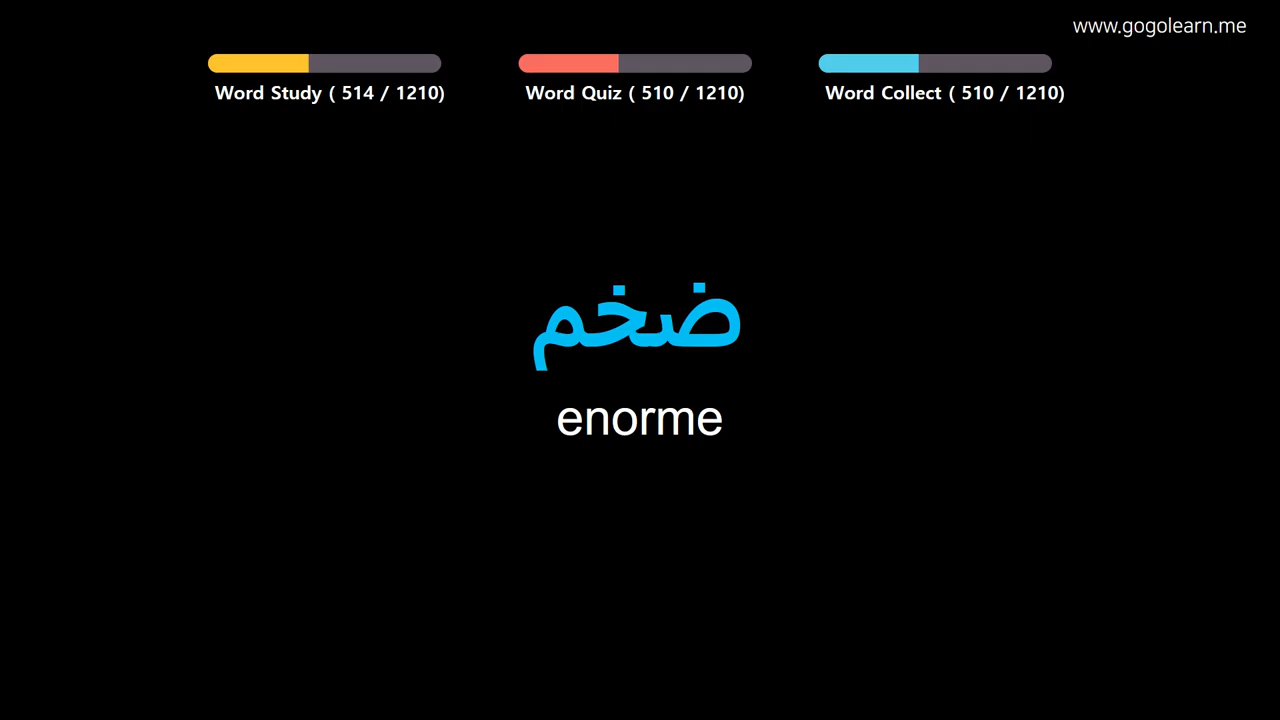 www.gogolearn.me
Word Study ( 514 / 1210)
Word Quiz ( 510 / 1210)
Word Collect ( 510 / 1210)
ضخم
enorme